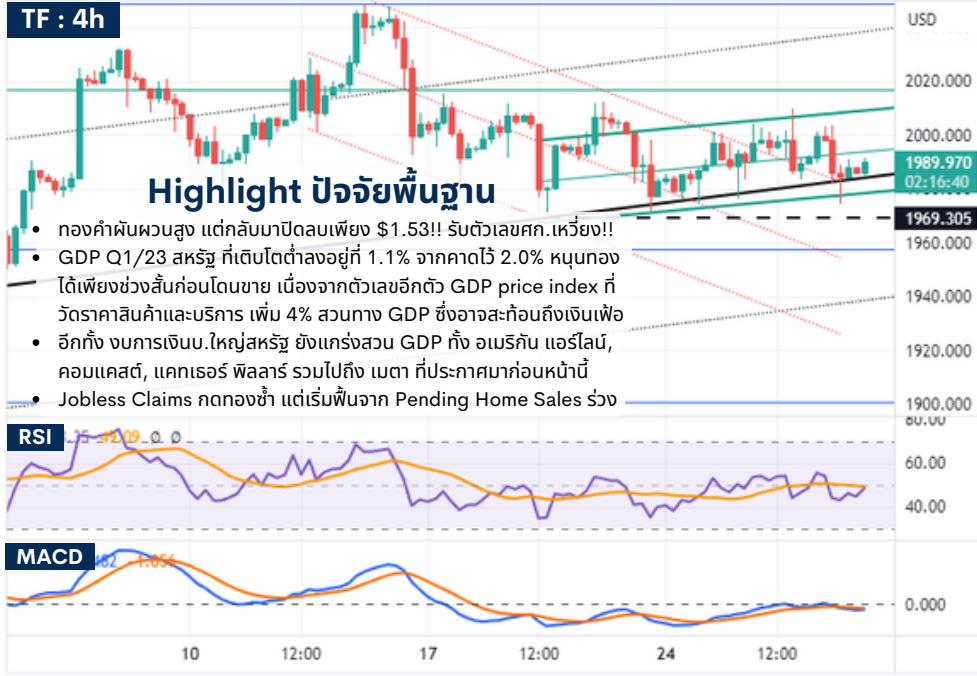 TF : 4h
USD
2020.000
2000.000
1989.970
02:16:40
1969.305
1960.000
1940.000
1920.000
1900.000
Highlight ปัจจัยพื้นฐาน
• ทองคำผันผวนสูง แต่กลับมาปิดลบเพียง $1.53!! รับตัวเลขศก.เหวี่ยง!!
• GDP Q1/23 สหรัฐ ที่เติบโตต่ำลงอยู่ที่ 1.1% จากคาดไว้ 2.0% หนุนทอง
ได้เพียงช่วงสั้นก่อนโดนขาย เนื่องจากตัวเลขอีกตัว GDP price index ที่
วัดราคาสินค้าและบริการ เพิ่ม 4% สวนทาง GDP ซึ่งอาจสะท้อนถึงเงินเฟ้อ
• อีกทั้ง งบการเงินบ.ใหญ่สหรัฐ ยังแกร่งสวน GDP ทั้ง อเมริกัน แอร์ไลน์,
คอมแคสต์, แคทเธอร์ พิลลาร์ รวมไปถึง เมตา ที่ประกาศมาก่อนหน้านี้
• Jobless Claims กดทองซ้ำ แต่เริ่มฟื้นจาก Pending Home Sales ร่วง
RSI
49.09 Ø Ø
80.00
60.00
40.00
MACD
-1.056
0.000
10 12:00 17 12:00 24 12:00